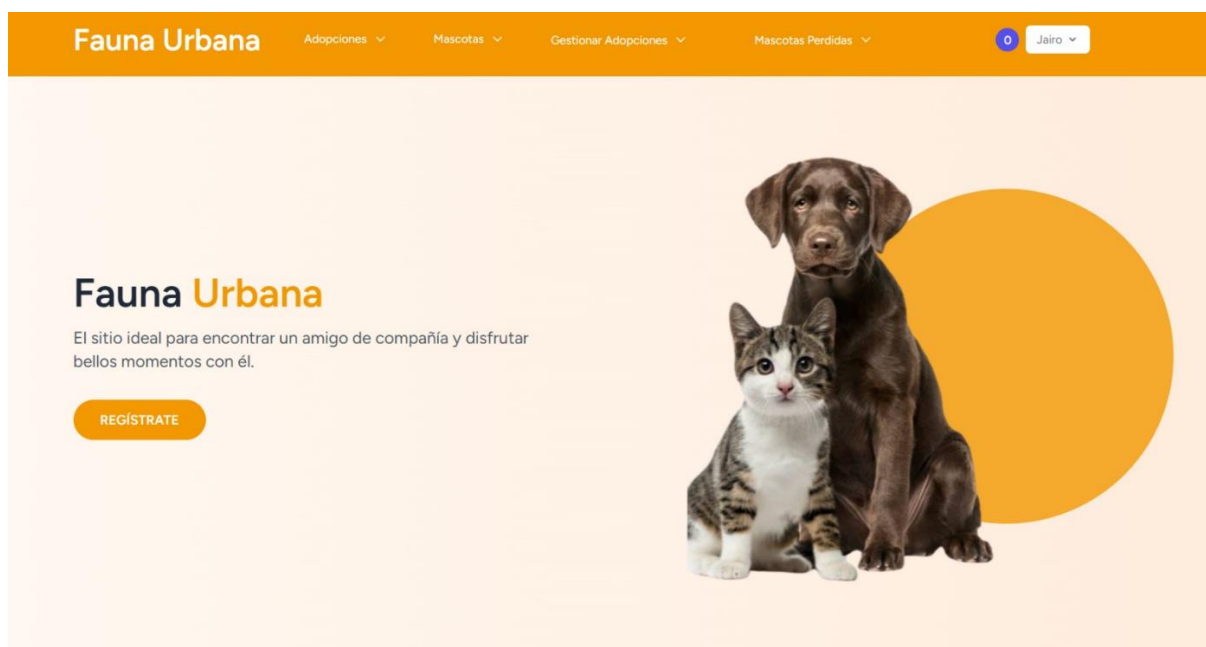 Fauna Urbana
Adopciones
Mascotas
Gestionar Adopciones
Mascotas Perdidas
0
Jairo
Fauna Urbana
El sitio ideal para encontrar un amigo de compañía y disfrutar
bellos momentos con él.
REGÍSTRATE